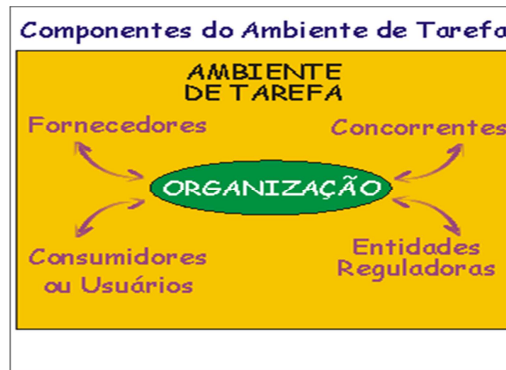 Componentes do Ambiente de Tarefa
AMBIENTE
DE TAREFA
Fornecedores
Concorrentes
ORGANIZAÇÃO
Consumidores
ou Usuários
Entidades
Reguladoras